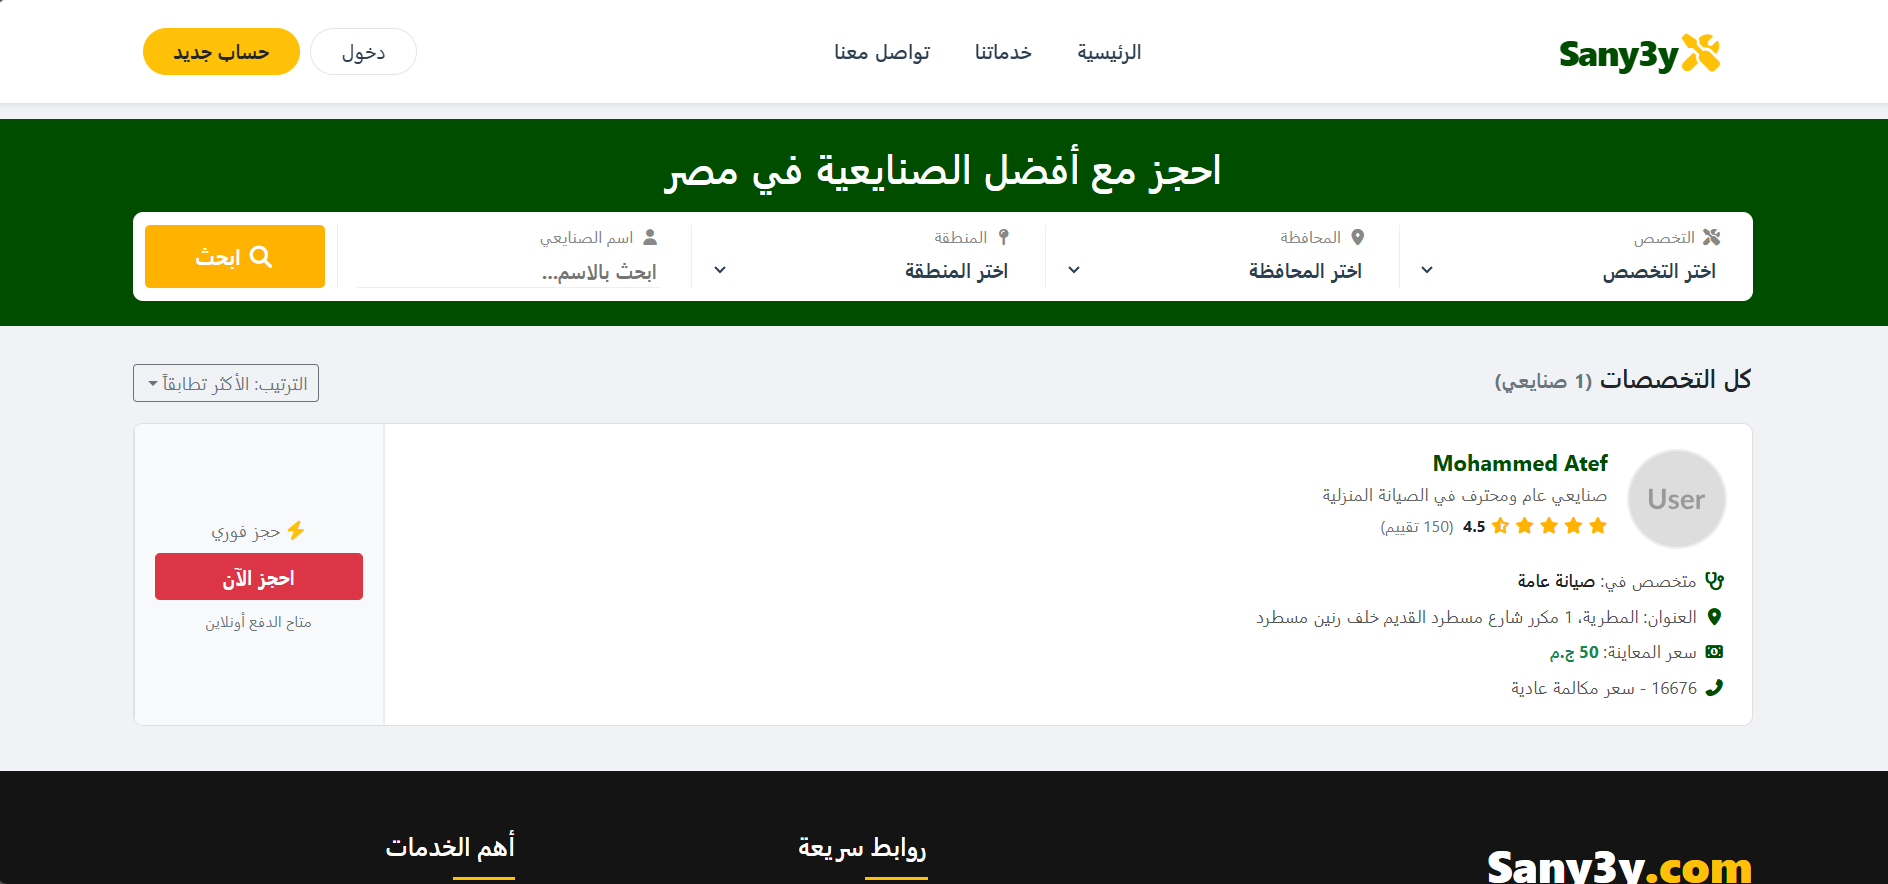 Sany3y
الرئيسية
خدماتنا
تواصل معنا
دخول
حساب جديد
احجز مع أفضل الصنايعية في مصر
التخصص
اختر التخصص
المحافظة
اختر المحافظة
المنطقة
اختر المنطقة
اسم الصنايعي
ابحث بالاسم...
ابحث
كل التخصصات (1 صنايعي)
الترتيب: الأكثر تطابقاً
User
Mohammed Atef
صنايعي عام ومحترف في الصيانة المنزلية
4.5 (150 تقييم)
متخصص في: صيانة عامة
العنوان: المطرية، 1 مكرر شارع مسطرد القديم خلف رنين مسطرد
سعر المعاينة: 50 ج.م
16676 - سعر مكالمة عادية
حجز فوري
احجز الآن
متاح الدفع أونلاين
Sany3y.com
روابط سريعة
أهم الخدمات